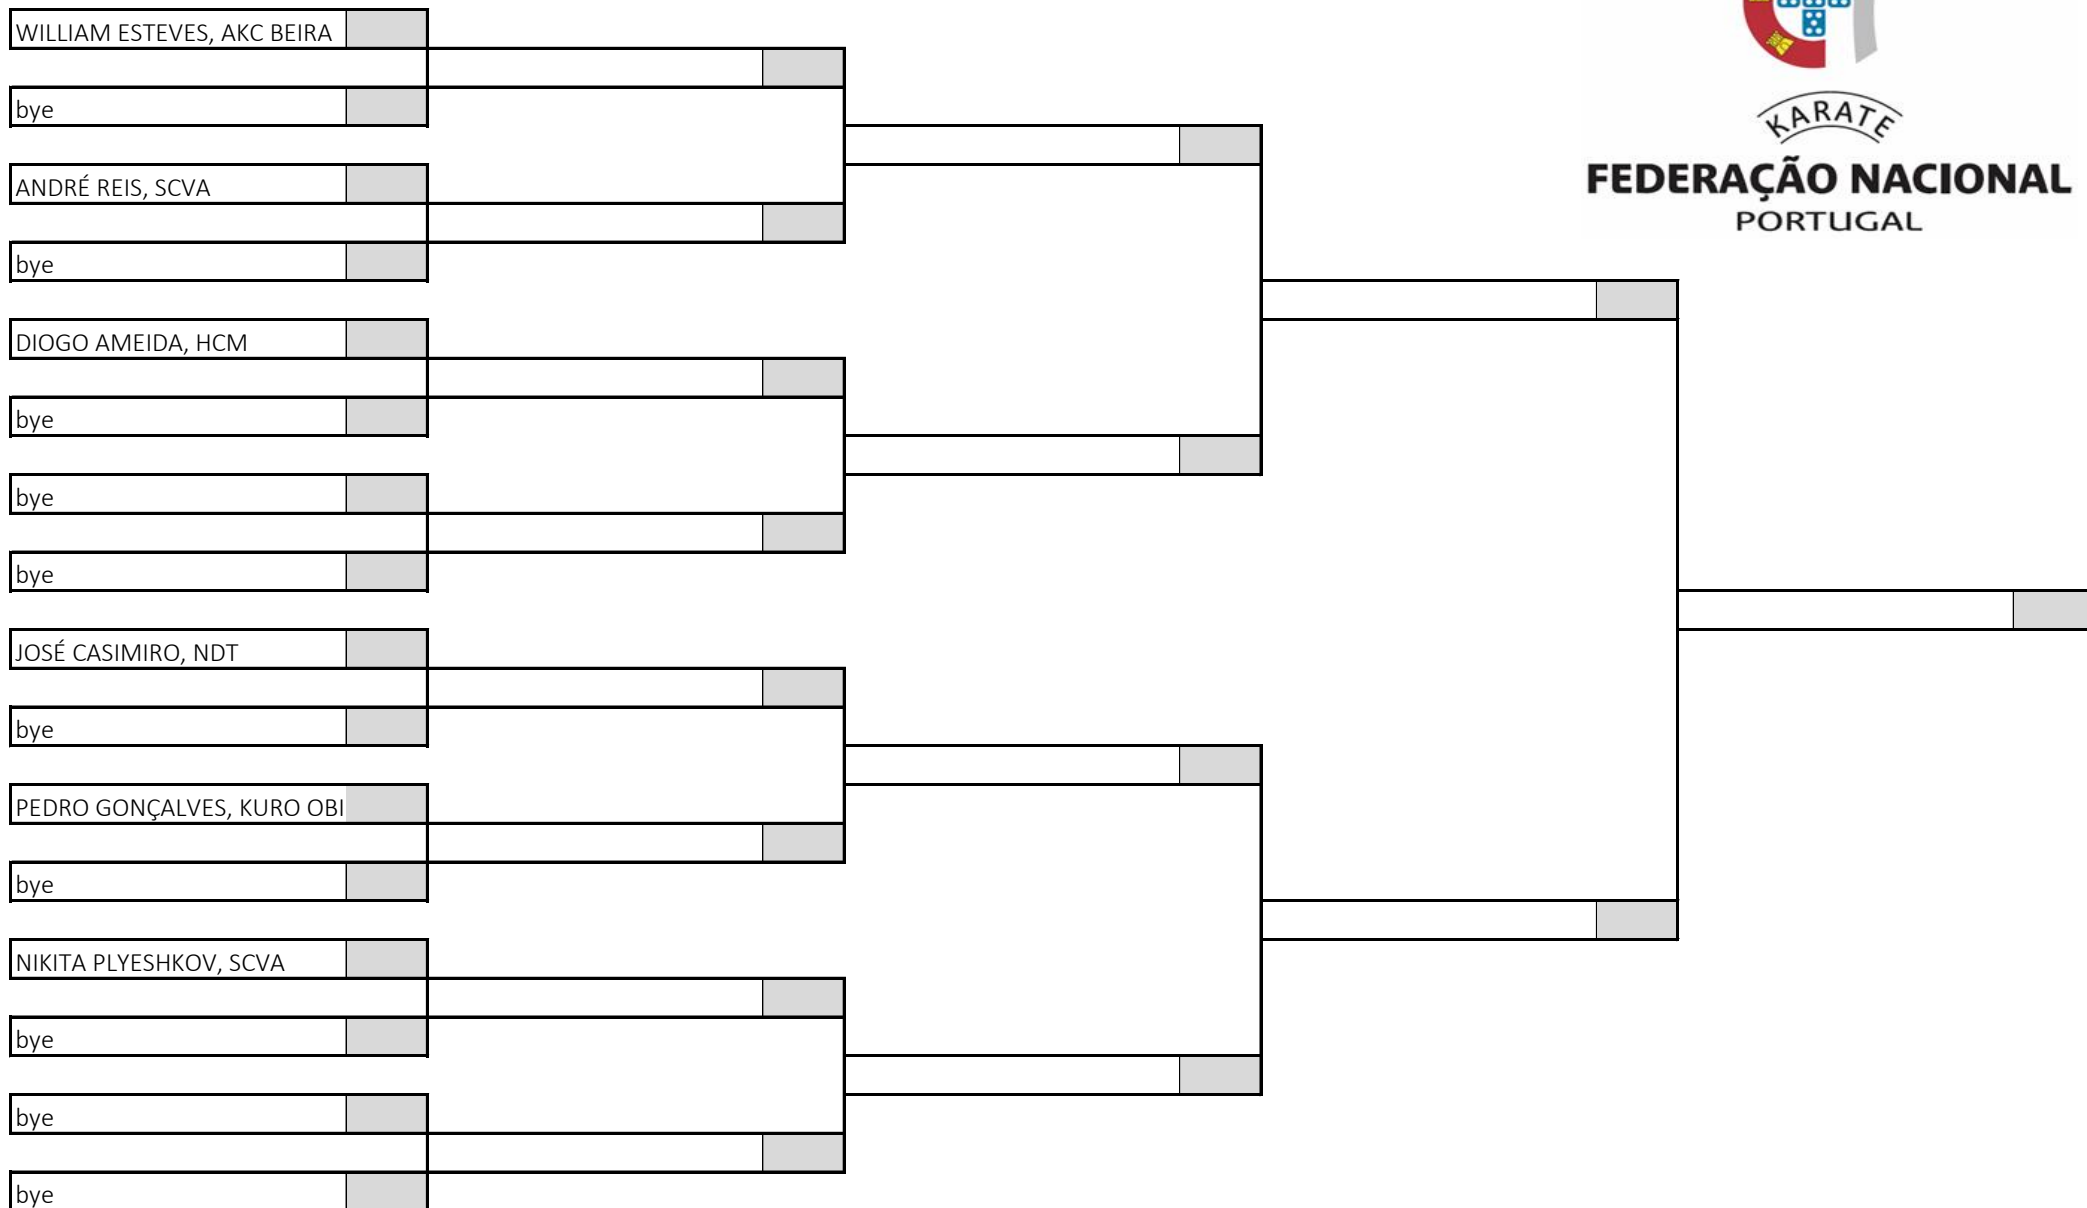 WILLIAM ESTEVES, AKC BEIRA
bye
ANDRÉ REIS, SCVA
bye
DIOGO AMEIDA, HCM
bye
bye
bye
JOSÉ CASIMIRO, NDT
bye
PEDRO GONÇALVES, KURO OBI
bye
NIKITA PLYESHKOV, SCVA
bye
bye
bye
KARATE
FEDERAÇÃO NACIONAL
PORTUGAL